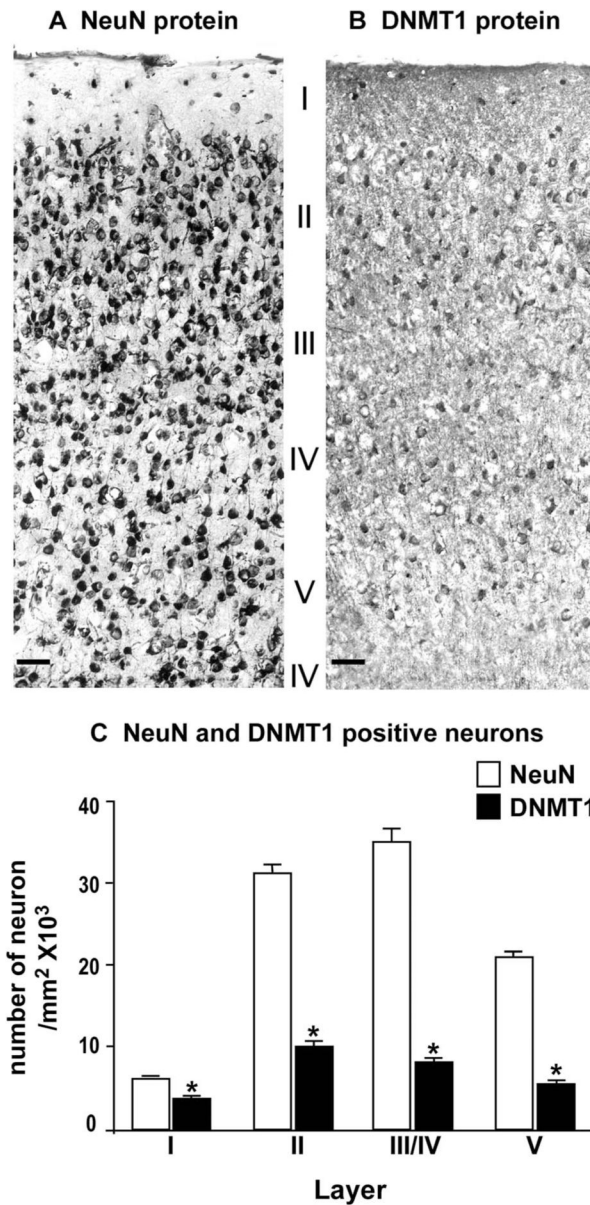 A NeuN protein
B DNMT1 protein
I
II
III
IV
V
IV
C NeuN and DNMT1 positive neurons
NeuN
DNMT1
number of neuron
/mm² X10³
40
30
20
10
0
*
*
*
*
I
II
III/IV
V
Layer